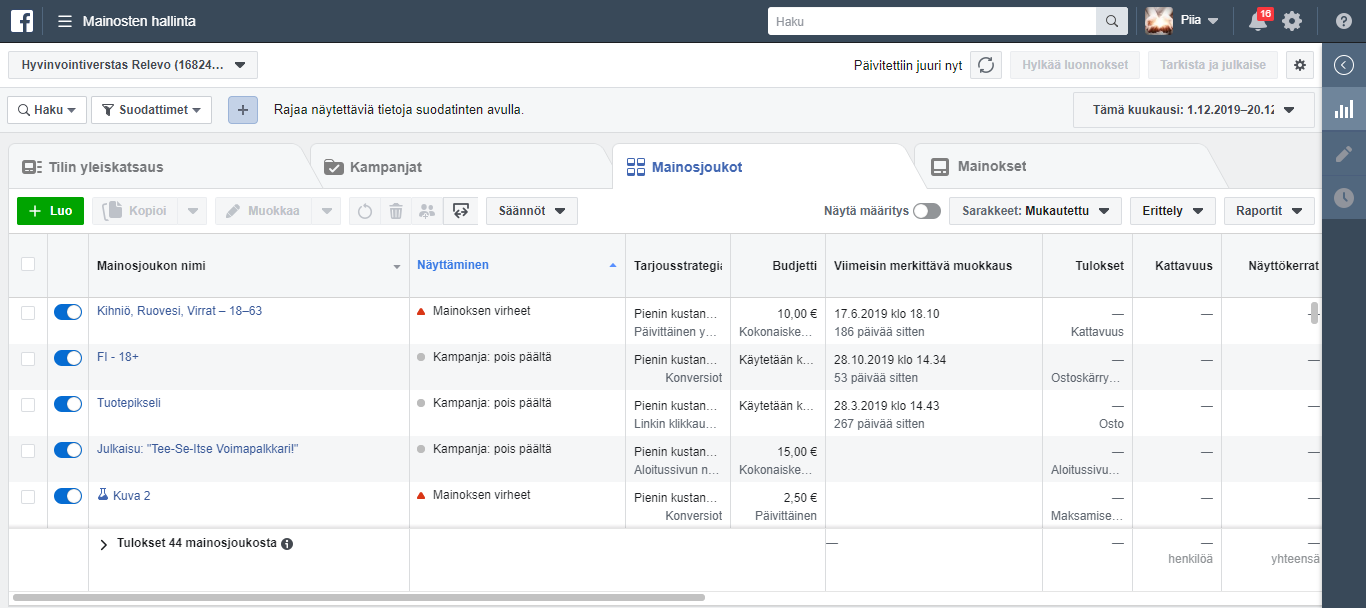 Mainosten hallinta
Haku
Piia
16
Hyvinvointiverstas Relevo (16824...
Päivitettiin juuri nyt
Hylkää luonnokset
Tarkista ja julkaise
Haku
Suodattimet
Rajaa näytettäviä tietoja suodatinten avulla.
Tämä kuukausi: 1.12.2019–20.12
Tilin yleiskatsaus
Kampanjat
Mainosjoukot
Mainokset
+ Luo
Kopioi
Muokkaa
Säännöt
Näytä määritys
Sarakkeet: Mukautettu
Erittely
Raportit
Mainosjoukon nimi
Näyttäminen
Tarjousstrategia
Budjetti
Viimeisin merkittävä muokkaus
Tulokset
Kattavuus
Näyttökerrat
Kihniö, Ruovesi, Virrat – 18–63
Mainoksen virheet
Pienin kustan...
10,00 €
17.6.2019 klo 18.10
—
—
—
Päivittäinen y...
Kokonaiske...
186 päivää sitten
Kattavuus
FI - 18+
Kampanja: pois päältä
Pienin kustan...
Käytetään k...
28.10.2019 klo 14.34
—
—
—
Konversiot
53 päivää sitten
Ostoskärry...
Tuotepikseli
Kampanja: pois päältä
Pienin kustan...
Käytetään k...
28.3.2019 klo 14.43
—
—
—
Linkin klikkau...
267 päivää sitten
Osto
Julkaisu: "Tee-Se-Itse Voimapalkkari!"
Kampanja: pois päältä
Pienin kustan...
15,00 €
—
—
—
Aloitussivun n...
Kokonaiske...
Aloitussivu...
Kuva 2
Mainoksen virheet
Pienin kustan...
2,50 €
—
—
—
Konversiot
Päivittäinen
Maksamise...
Tulokset 44 mainosjoukosta
—
—
—
—
henkilöä
yhteensä